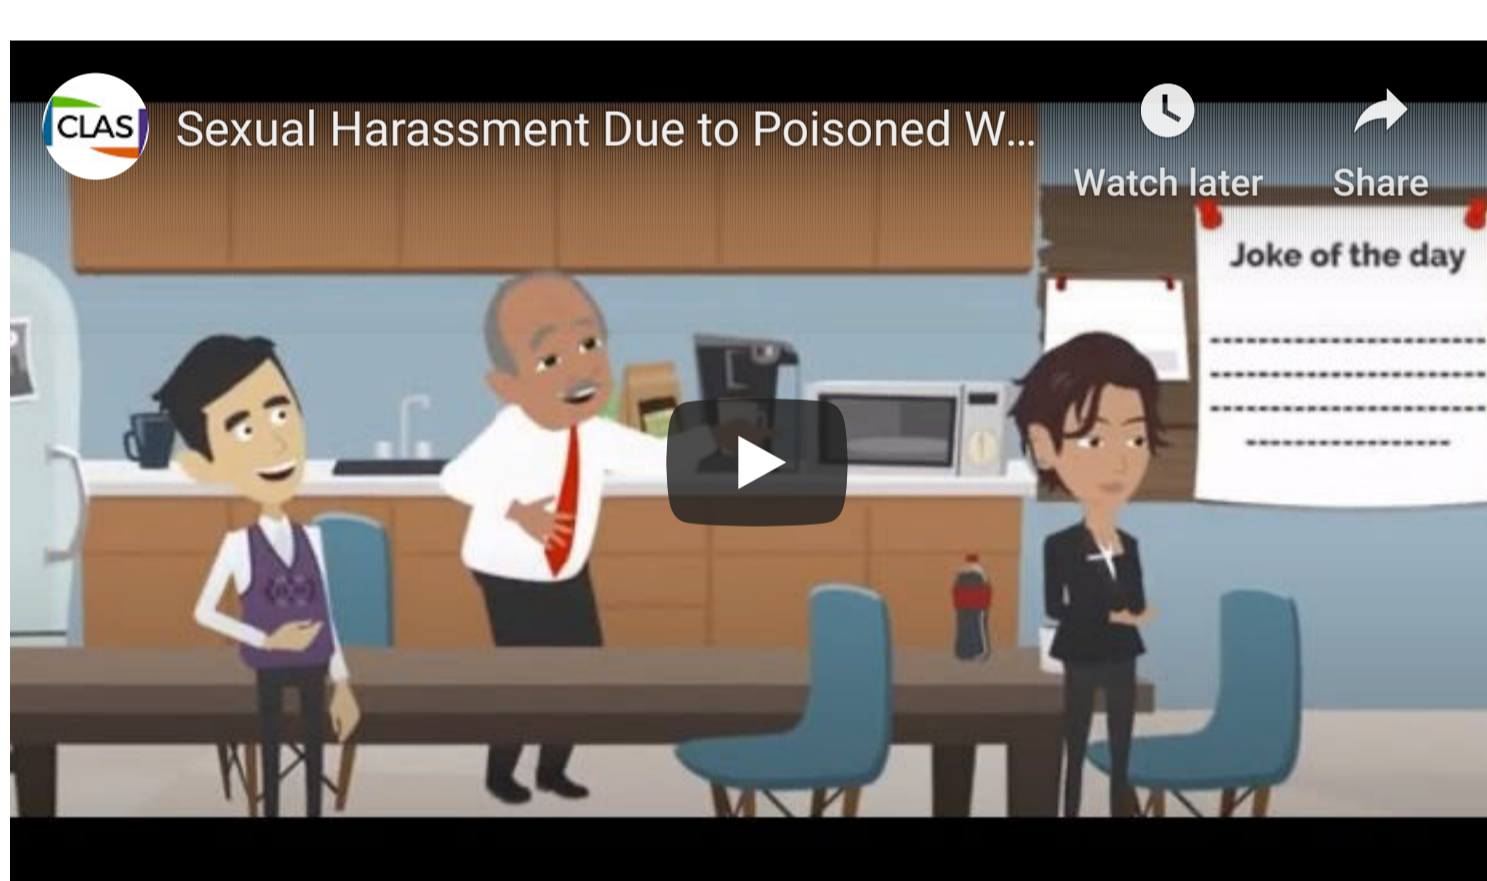 CLAS
Sexual Harassment Due to Poisoned W...
Watch later
Share
Joke of the day